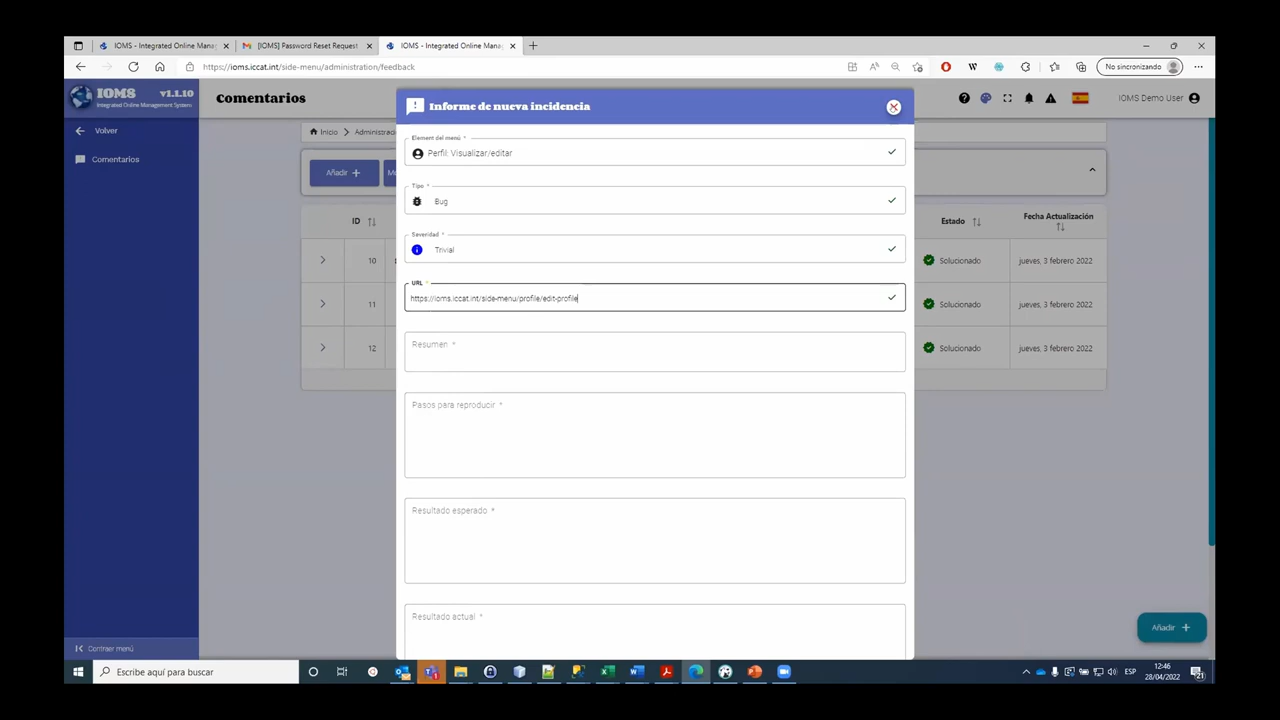 IOMS - Integrated Online Mana
[IOMS] Password Reset Request
IOMS - Integrated Online Mana
https://ioms.iccat.int/side-menu/administration/feedback
No sincronizando
IOMS v1.1.10
Integrated Online Management System
Comentarios
IOMS Demo User
Volver
Comentarios
Inicio > Administraci
Añadir +
ID
Estado
Fecha Actualización
10
Solucionado
jueves, 3 febrero 2022
11
Solucionado
jueves, 3 febrero 2022
12
Solucionado
jueves, 3 febrero 2022
Informe de nueva incidencia
Element del menú *
Perfil: Visualizar/editar
Tipo *
Bug
Severidad *
Trivial
URL *
https://ioms.iccat.int/side-menu/profile/edit-profile
Resumen *
Pasos para reproducir *
Resultado esperado *
Resultado actual *
Añadir +
Contraer menú
Escribe aquí para buscar
ESP
12:46
28/04/2022